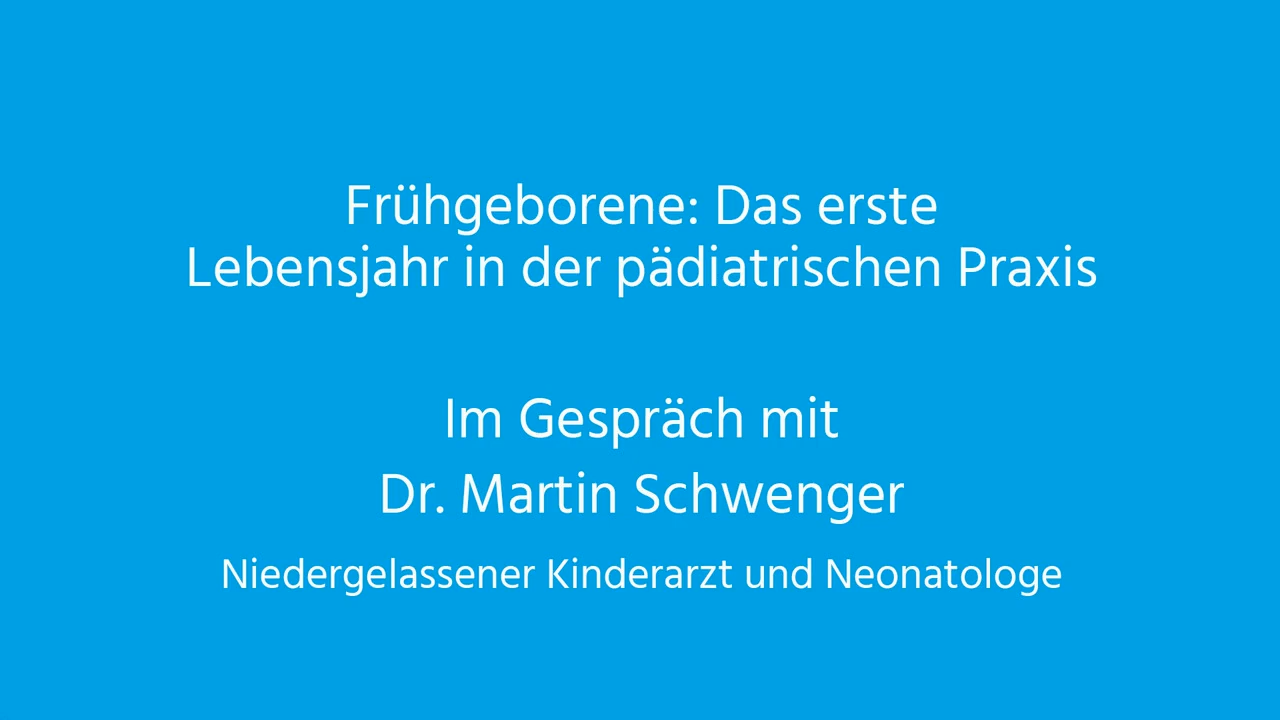 Frühgeborene: Das erste
Lebensjahr in der pädiatrischen Praxis
Im Gespräch mit
Dr. Martin Schwenger
Niedergelassener Kinderarzt und Neonatologe